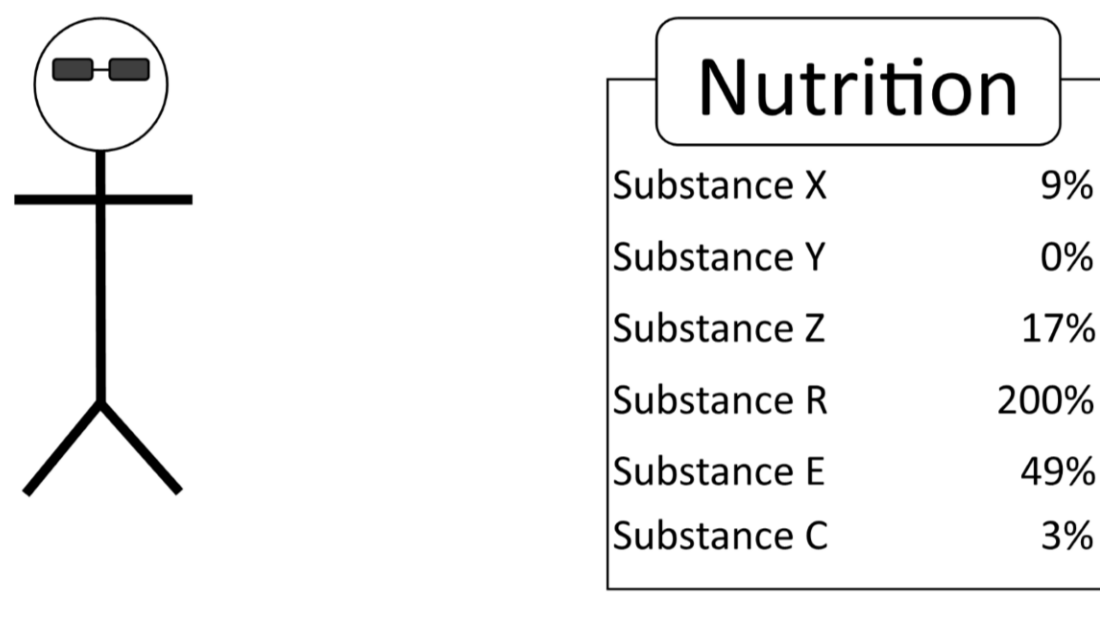 Nutrition
Substance X 9%
Substance Y 0%
Substance Z 17%
Substance R 200%
Substance E 49%
Substance C 3%